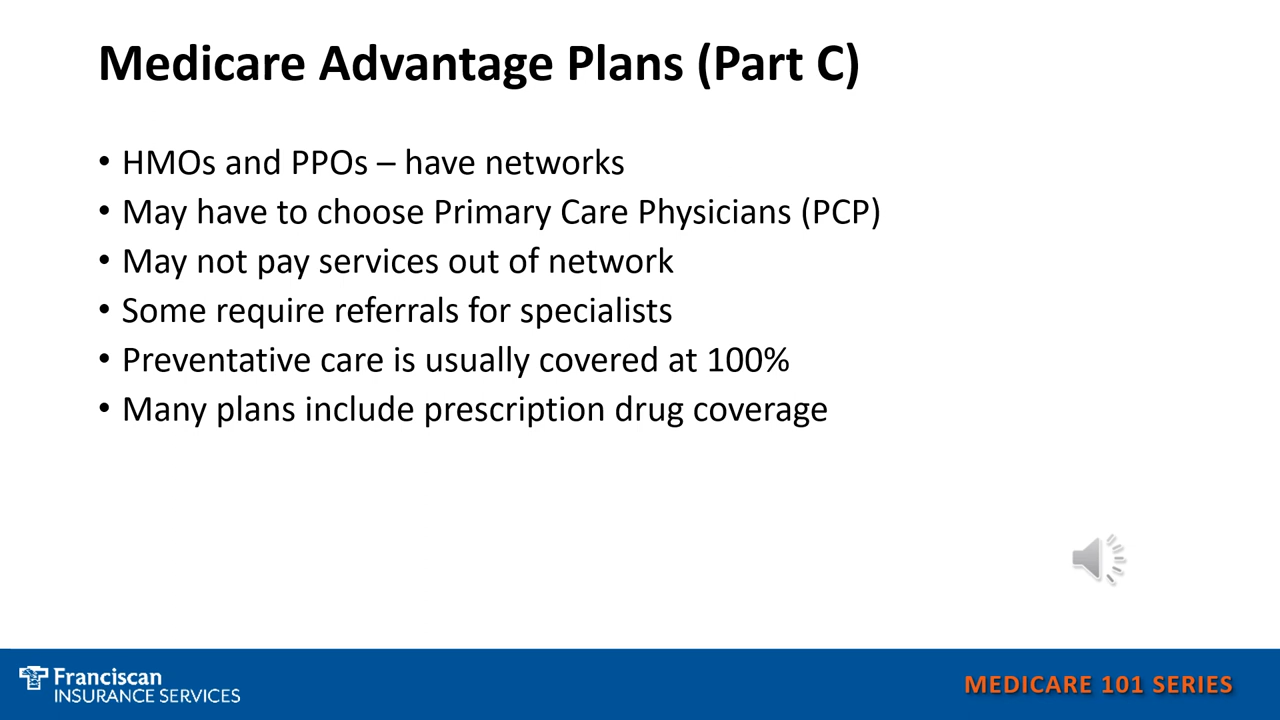 Medicare Advantage Plans (Part C)
• HMOs and PPOs – have networks
• May have to choose Primary Care Physicians (PCP)
• May not pay services out of network
• Some require referrals for specialists
• Preventative care is usually covered at 100%
• Many plans include prescription drug coverage
Franciscan
INSURANCE SERVICES
MEDICARE 101 SERIES